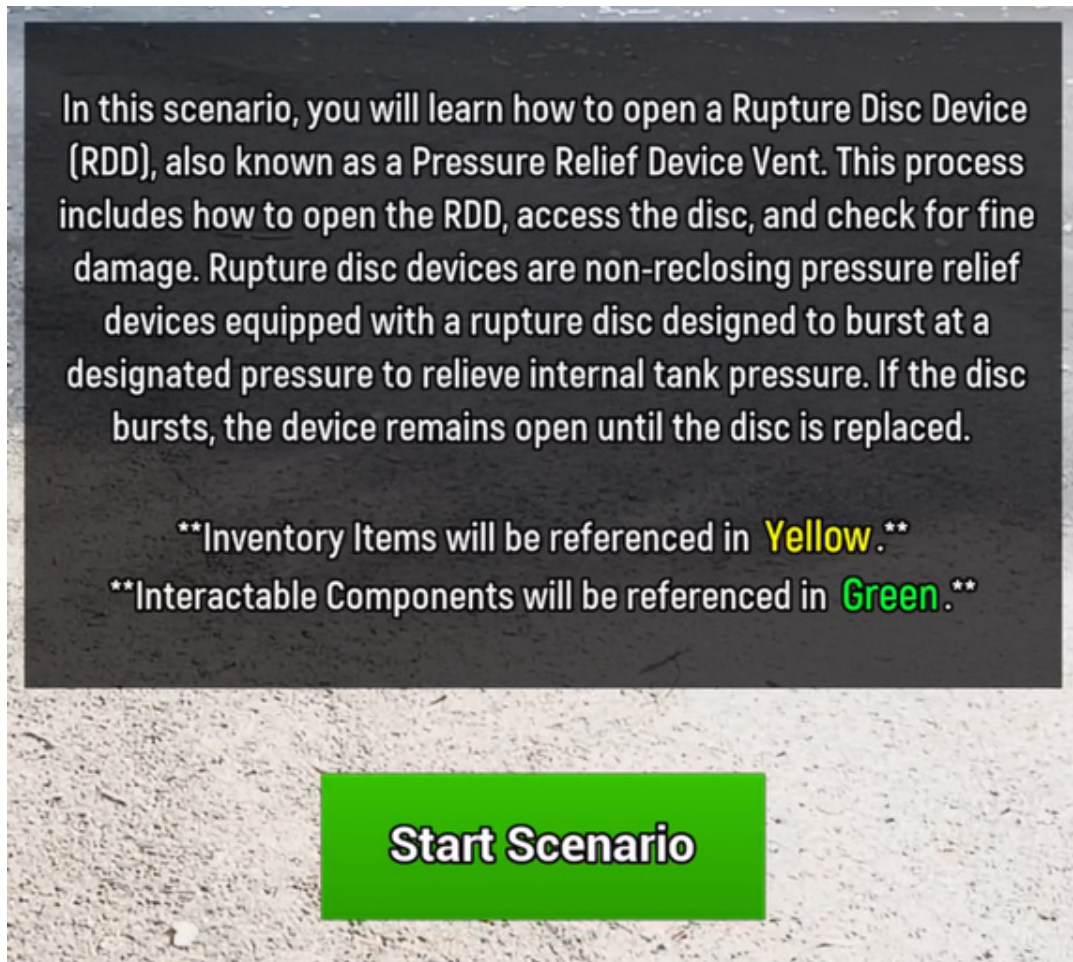 In this scenario, you will learn how to open a Rupture Disc Device
(RDD), also known as a Pressure Relief Device Vent. This process
includes how to open the RDD, access the disc, and check for fine
damage. Rupture disc devices are non-reclosing pressure relief
devices equipped with a rupture disc designed to burst at a
designated pressure to relieve internal tank pressure. If the disc
bursts, the device remains open until the disc is replaced.
**Inventory Items will be referenced in Yellow.**
**Interactable Components will be referenced in Green.**
Start Scenario